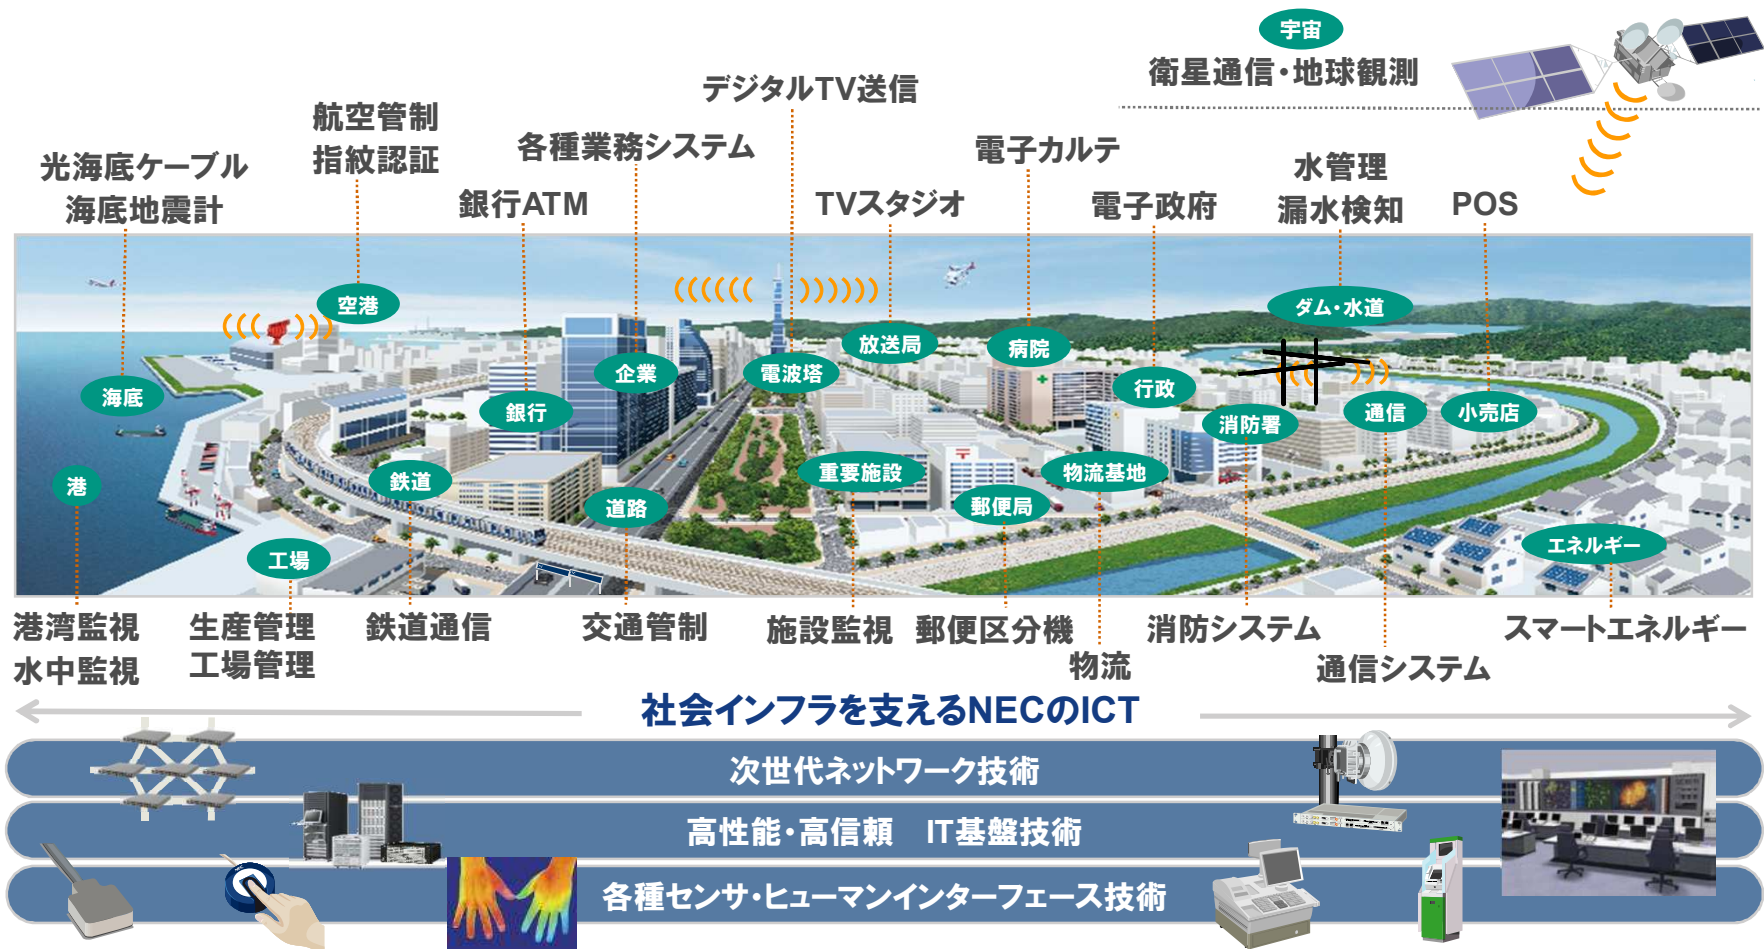 宇宙
衛星通信・地球観測
デジタルTV送信
航空管制
指紋認証
各種業務システム
電子カルテ
光海底ケーブル
海底地震計
水管理
漏水検知
銀行ATM
TVスタジオ
電子政府
POS
空港
ダム・水道
放送局
病院
海底
企業
電波塔
行政
銀行
消防署
通信
小売店
港
鉄道
重要施設
物流基地
道路
郵便局
工場
エネルギー
港湾監視
水中監視
生産管理
工場管理
鉄道通信
交通管制
施設監視
郵便区分機
物流
消防システム
通信システム
スマートエネルギー
社会インフラを支えるNECのICT
次世代ネットワーク技術
高性能・高信頼　IT基盤技術
各種センサ・ヒューマンインターフェース技術